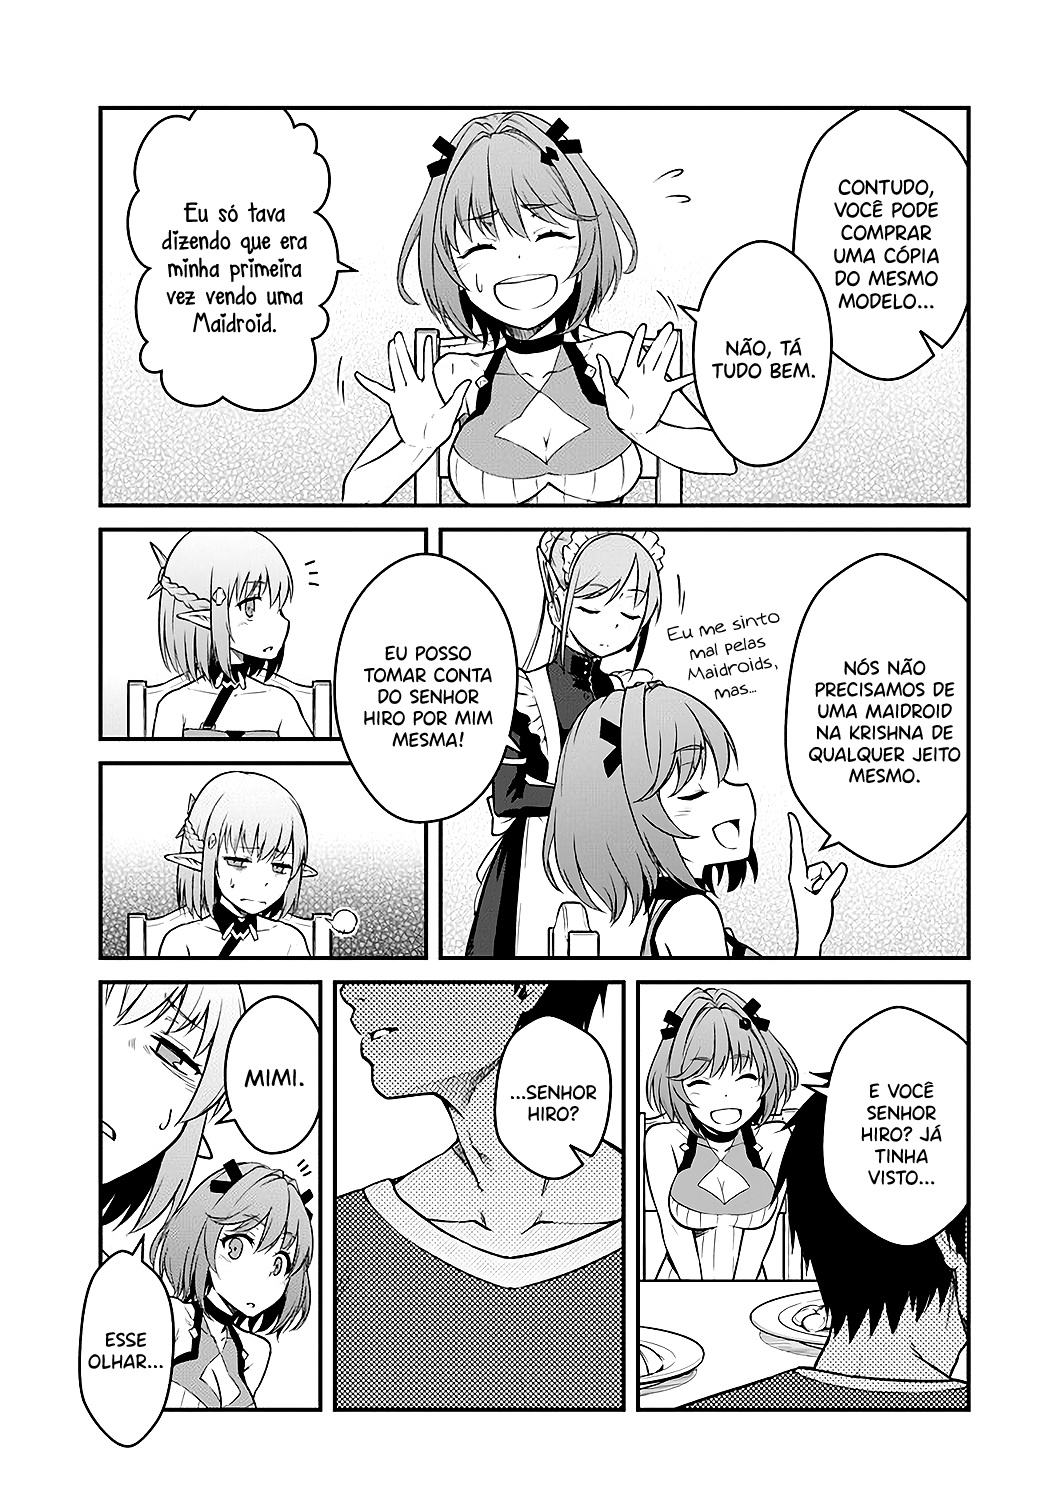 CONTUDO,
VOCÊ PODE
COMPRAR
UMA CÓPIA
DO MESMO
MODELO...
NÃO, TÁ
TUDO BEM.
Eu só tava
dizendo que era
minha primeira
vez vendo uma
Maidroid.
NÓS NÃO
PRECISAMOS DE
UMA MAIDROID
NA KRISHNA DE
QUALQUER JEITO
MESMO.
Eu me sinto
mal pelas
Maidroids,
mas...
EU POSSO
TOMAR CONTA
DO SENHOR
HIRO POR MIM
MESMA!
E VOCÊ
SENHOR
HIRO? JÁ
TINHA
VISTO...
...SENHOR
HIRO?
MIMI.
ESSE
OLHAR...